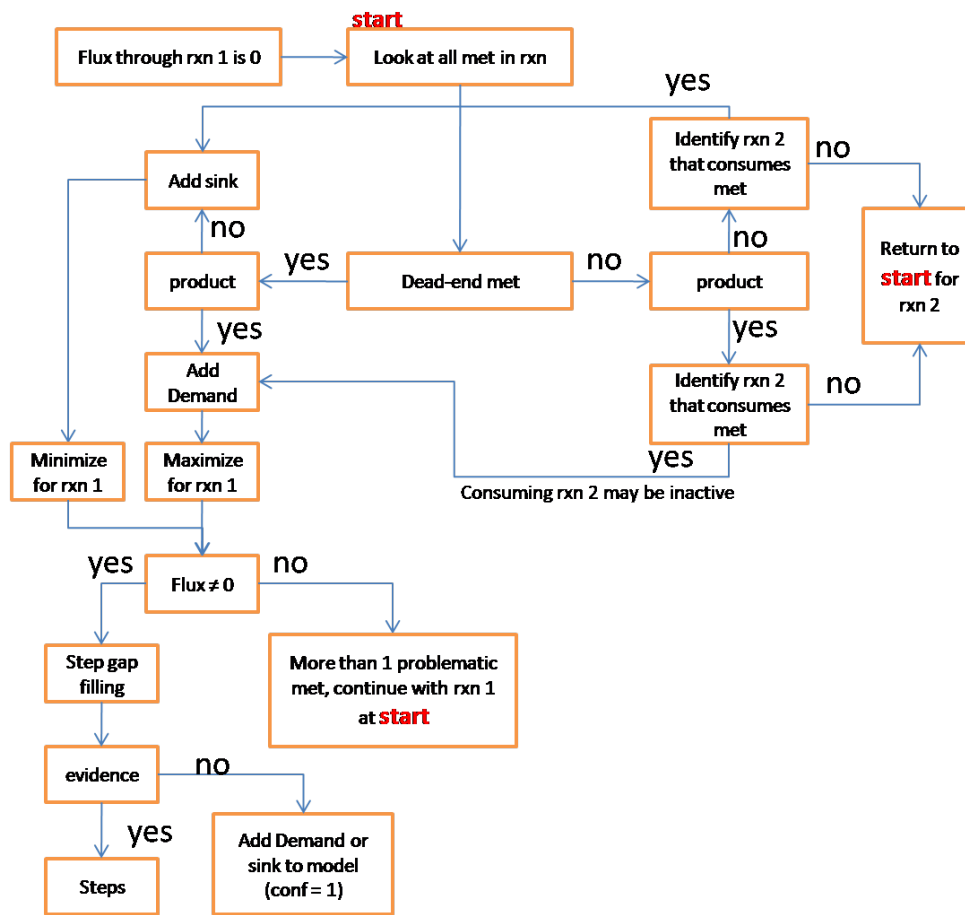 start
Flux through rxn 1 is 0
Look at all met in rxn
yes
Identify rxn 2
that consumes
met
no
Add sink
no
no
Return to
start for
rxn 2
product
yes
Dead-end met
no
product
yes
yes
Add
Demand
Identify rxn 2
that consumes
met
no
yes
Minimize
for rxn 1
Maximize
for rxn 1
Consuming rxn 2 may be inactive
yes
Flux ≠ 0
no
Step gap
filling
More than 1 problematic
met, continue with rxn 1
at start
evidence
no
yes
Add Demand or
sink to model
(conf = 1)
Steps